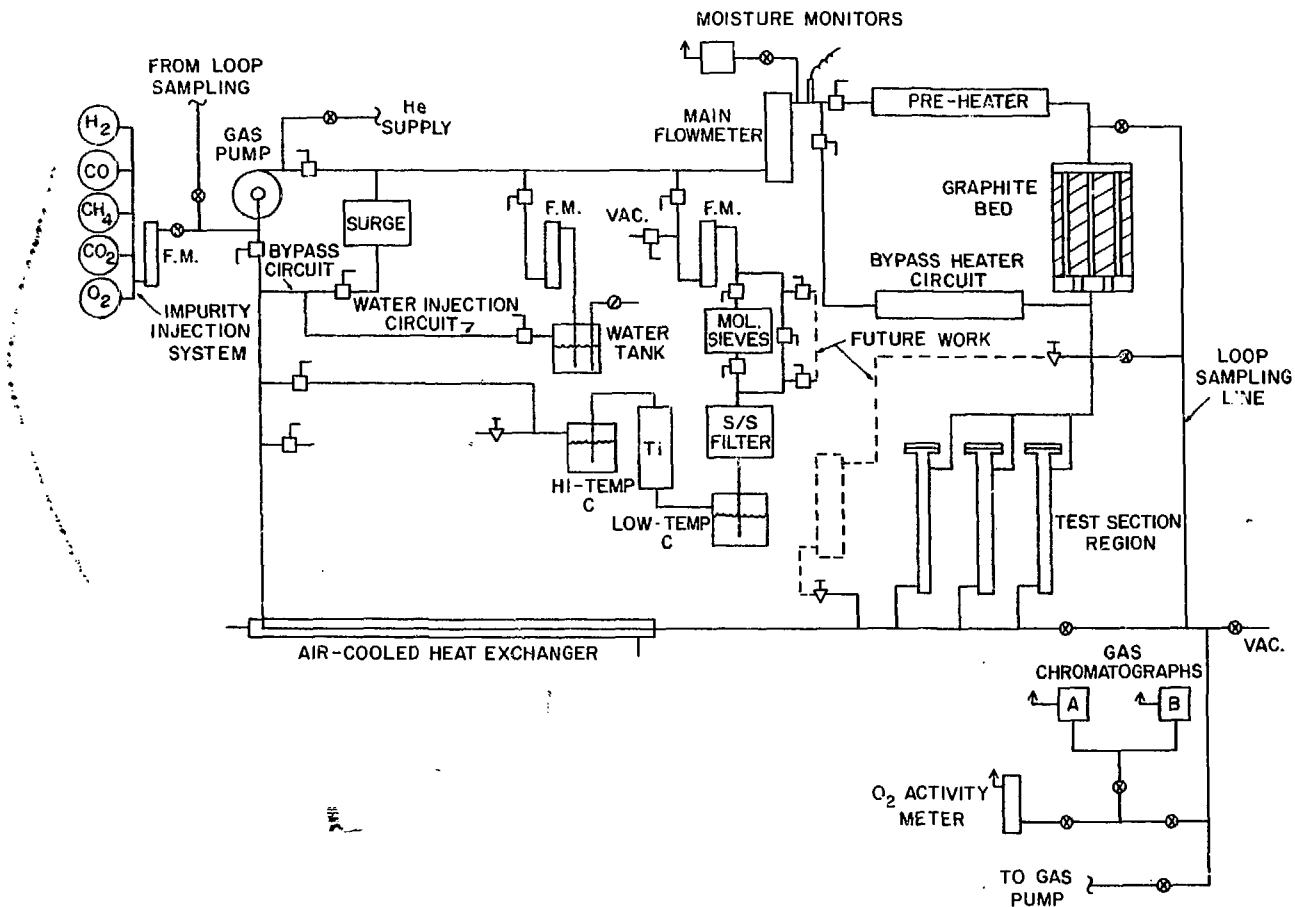 MOISTURE MONITORS
FROM LOOP
SAMPLING
He
SUPPLY
GAS
PUMP
MAIN
FLOWMETER
PRE-HEATER
H2
CO
CH4
CO2
O2
F.M.
IMPURITY
INJECTION
SYSTEM
BYPASS
CIRCUIT
SURGE
WATER INJECTION
CIRCUIT
F.M.
WATER
TANK
VAC.
F.M.
MOL.
SIEVES
GRAPHITE
BED
BYPASS HEATER
CIRCUIT
FUTURE WORK
LOOP
SAMPLING
LINE
S/S
FILTER
Ti
HI-TEMP
C
LOW-TEMP
C
TEST SECTION
REGION
AIR-COOLED HEAT EXCHANGER
VAC.
GAS
CHROMATOGRAPHS
A
B
O2 ACTIVITY
METER
TO GAS
PUMP